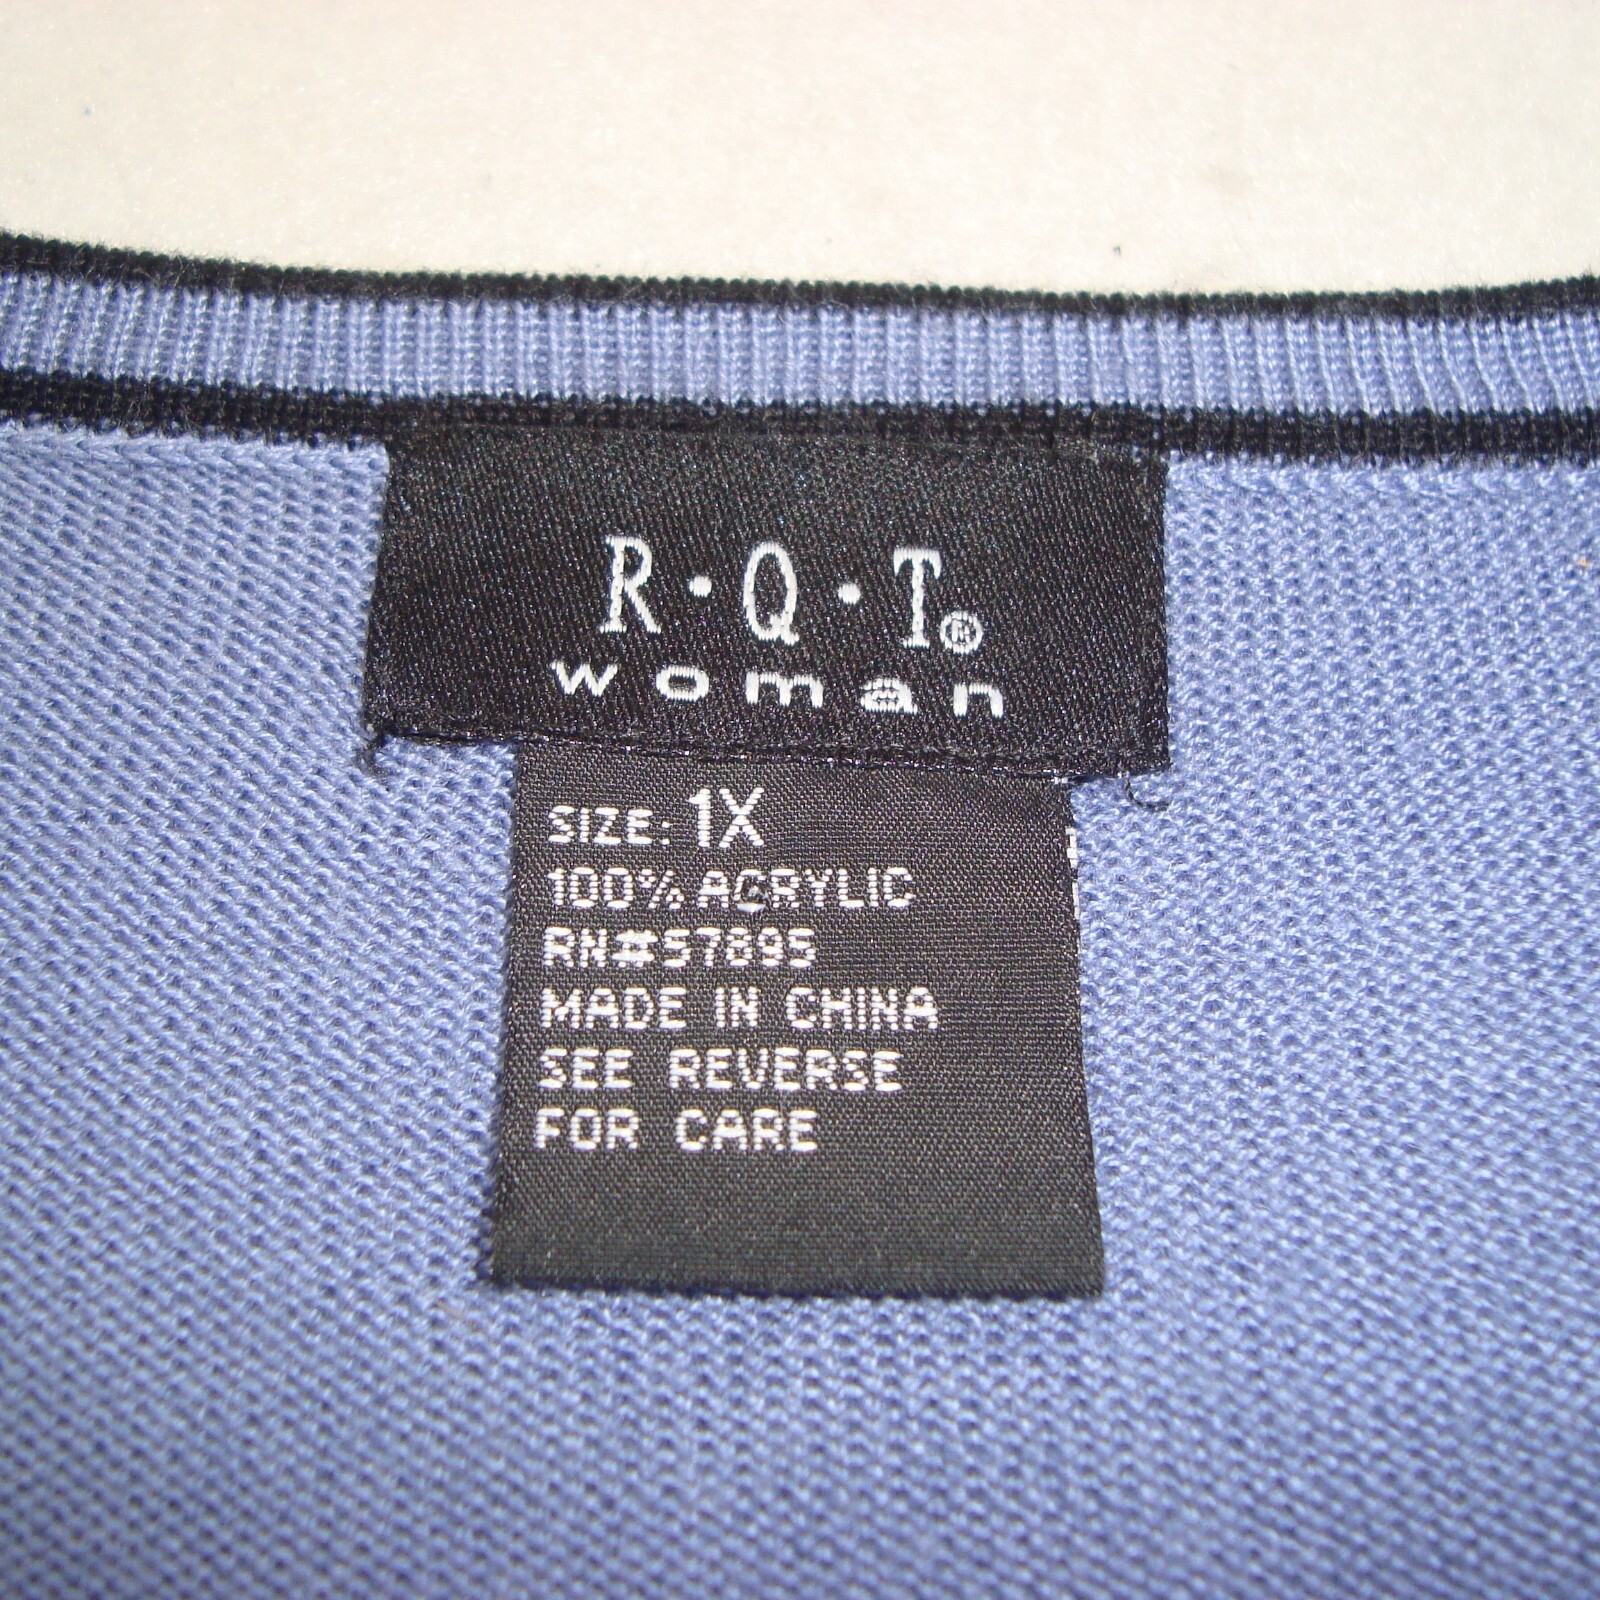 R·Q·T®
woman
SIZE: 1X
100% ACRYLIC
RN#57895
MADE IN CHINA
SEE REVERSE
FOR CARE